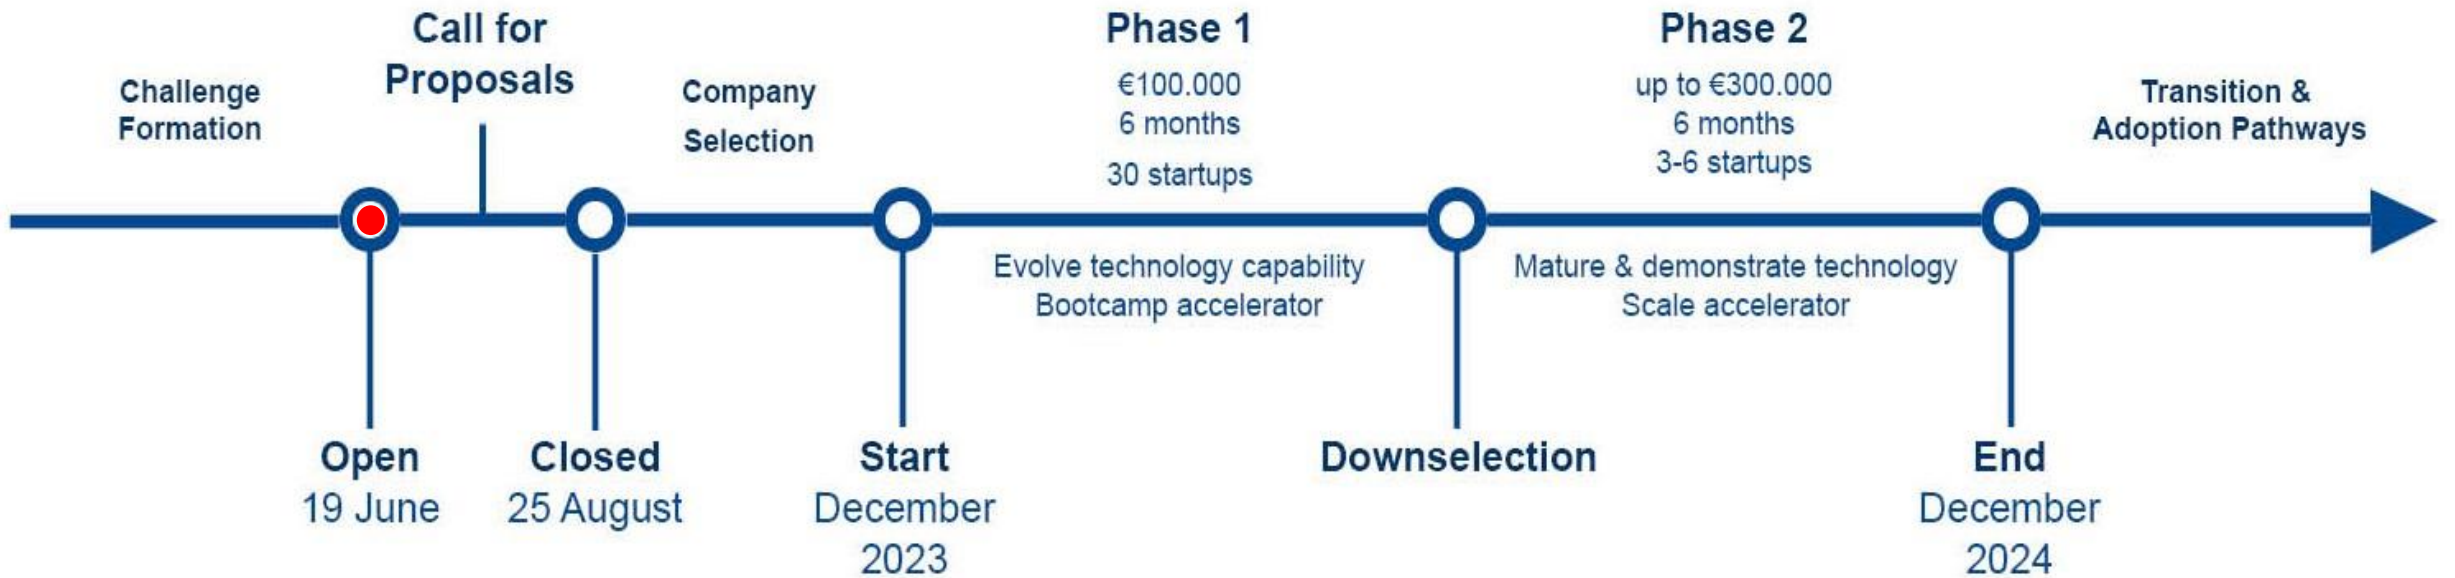 Challenge
Formation
Call for
Proposals
Company
Selection
Phase 1
€100.000
6 months
30 startups
Phase 2
up to €300.000
6 months
3-6 startups
Transition &
Adoption Pathways
Evolve technology capability
Bootcamp accelerator
Mature & demonstrate technology
Scale accelerator
Open
19 June
Closed
25 August
Start
December
2023
Downselection
End
December
2024